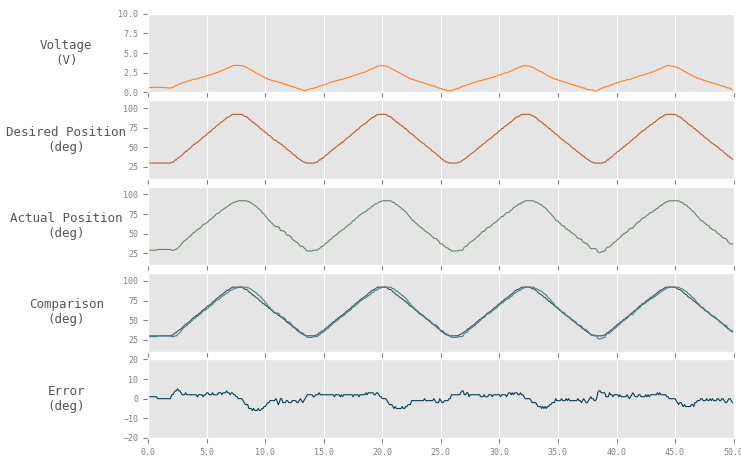 Voltage
(V)
10.0
7.5
5.0
2.5
0.0
Desired Position
(deg)
100
75
50
25
Actual Position
(deg)
100
75
50
25
Comparison
(deg)
100
75
50
25
Error
(deg)
20
10
0
−10
−20
0.0 5.0 10.0 15.0 20.0 25.0 30.0 35.0 40.0 45.0 50.0